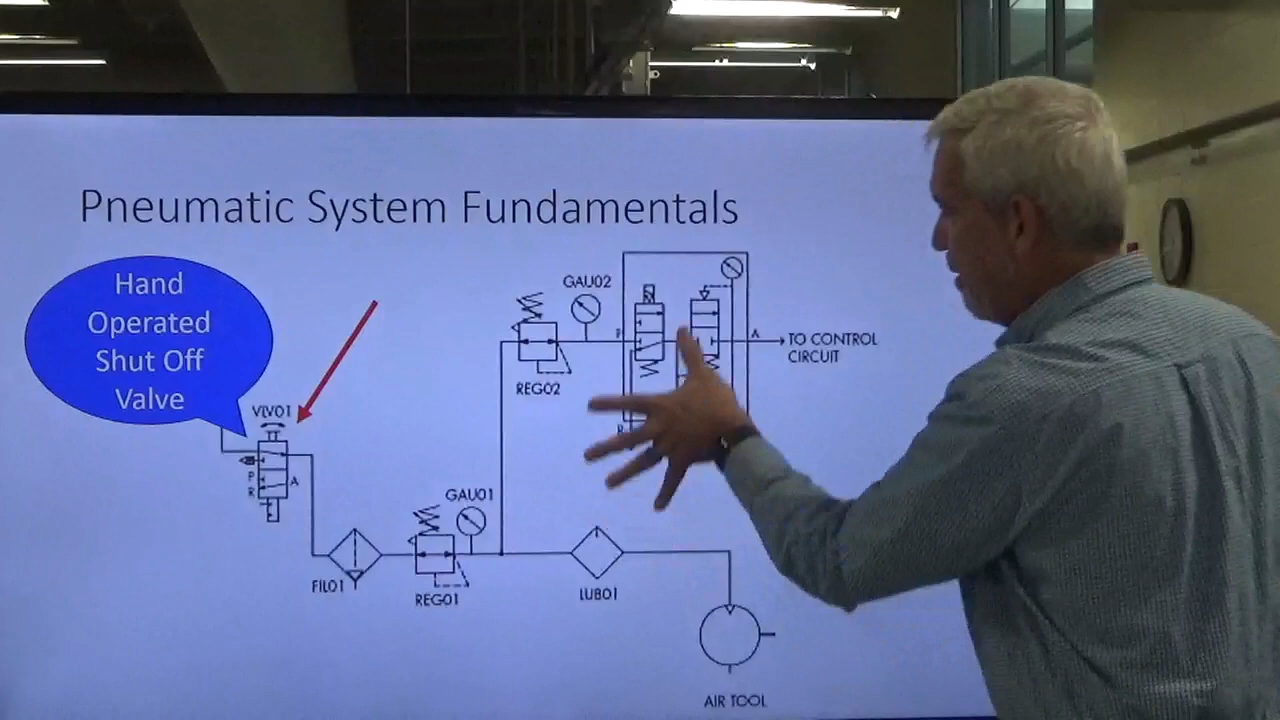 Pneumatic System Fundamentals
Hand
Operated
Shut Off
Valve
VLV01
P
R
A
FIL01
REG01
GAU01
REG02
GAU02
P
A
R
TO CONTROL
CIRCUIT
LUB01
AIR TOOL